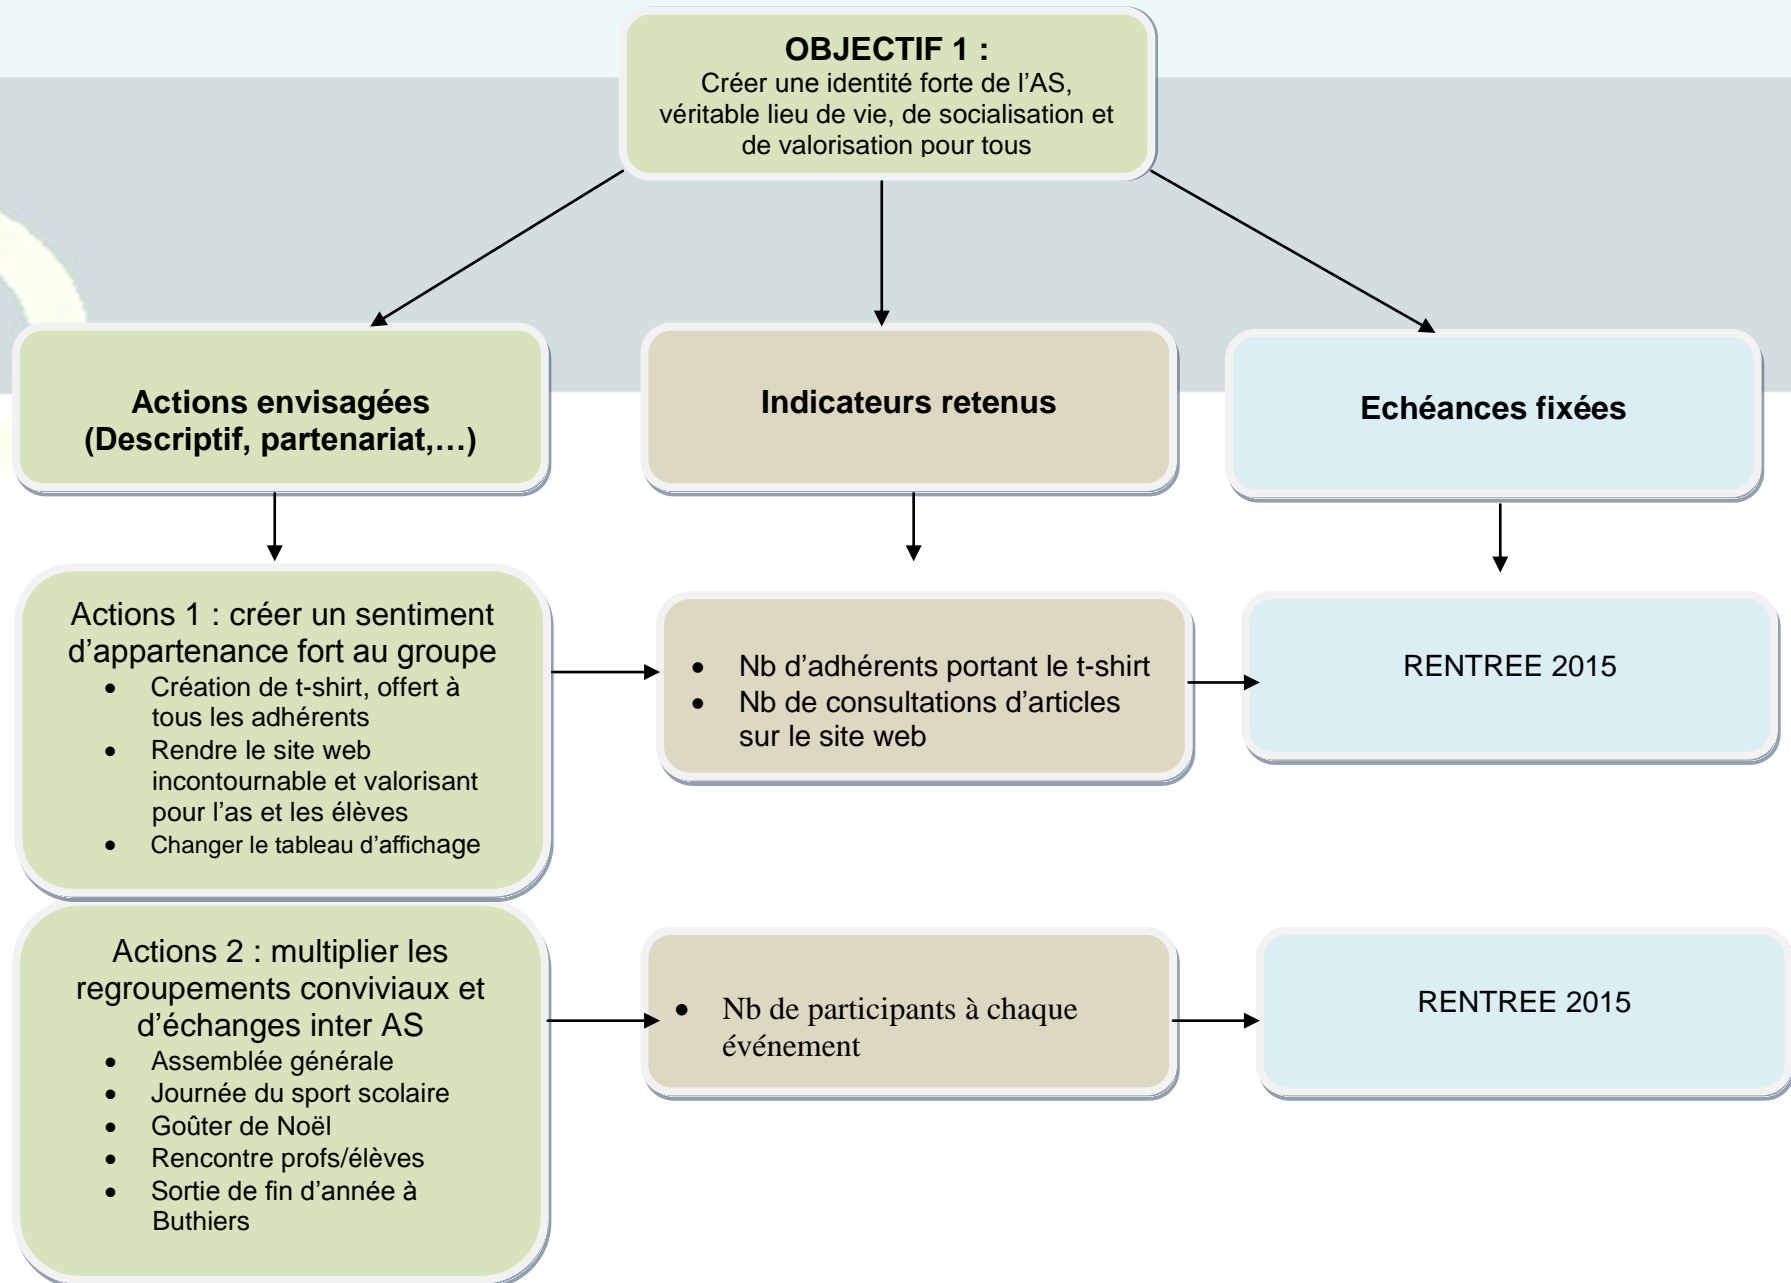 OBJECTIF 1 :
Créer une identité forte de l’AS,
véritable lieu de vie, de socialisation et
de valorisation pour tous
Actions envisagées
(Descriptif, partenariat,…)
Indicateurs retenus
Echéances fixées
Actions 1 : créer un sentiment
d’appartenance fort au groupe
• Création de t-shirt, offert à
tous les adhérents
• Rendre le site web
incontournable et valorisant
pour l’as et les élèves
• Changer le tableau d’affichage
• Nb d’adhérents portant le t-shirt
• Nb de consultations d’articles
sur le site web
RENTREE 2015
Actions 2 : multiplier les
regroupements conviviaux et
d’échanges inter AS
• Assemblée générale
• Journée du sport scolaire
• Goûter de Noël
• Rencontre profs/élèves
• Sortie de fin d’année à
Buthiers
• Nb de participants à chaque
événement
RENTREE 2015